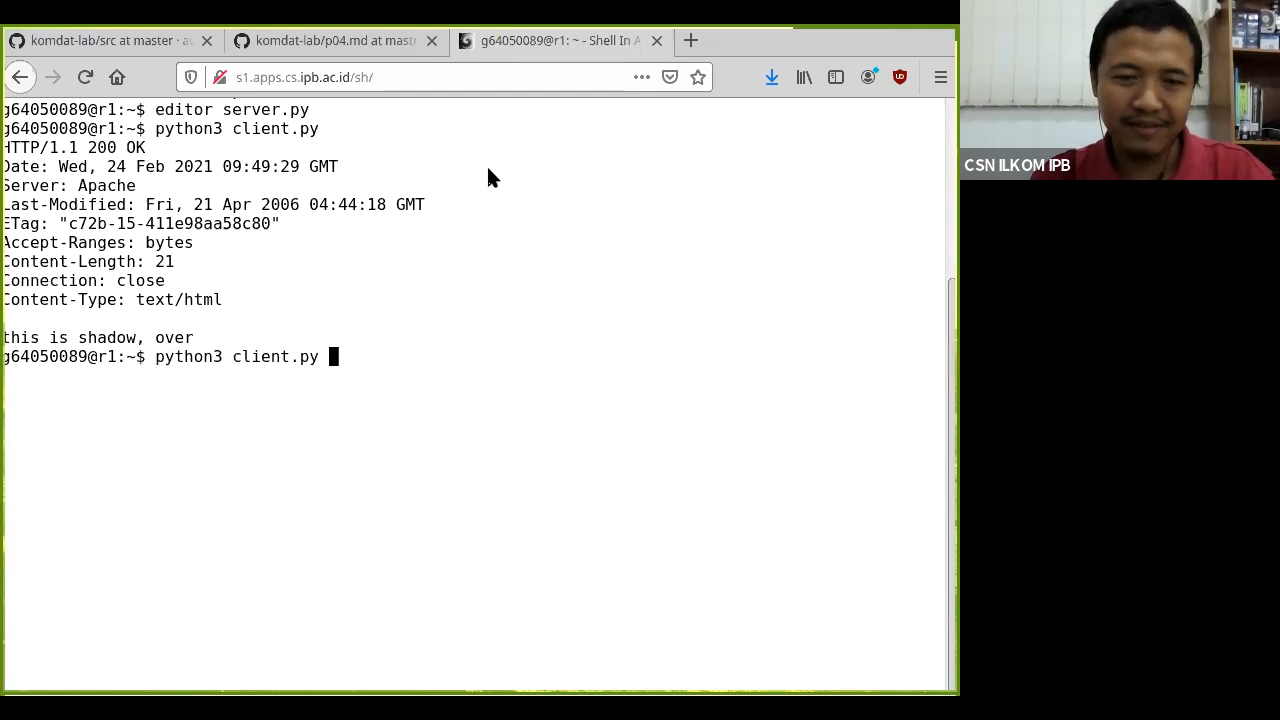 komdat-lab/src at master · au
komdat-lab/p04.md at mast
g64050089@r1: ~ - Shell In A
s1.apps.cs.ipb.ac.id/sh/
g64050089@r1:~$ editor server.py
g64050089@r1:~$ python3 client.py
HTTP/1.1 200 OK
Date: Wed, 24 Feb 2021 09:49:29 GMT
Server: Apache
Last-Modified: Fri, 21 Apr 2006 04:44:18 GMT
ETag: "c72b-15-411e98aa58c80"
Accept-Ranges: bytes
Content-Length: 21
Connection: close
Content-Type: text/html
this is shadow, over
g64050089@r1:~$ python3 client.py
CSN ILKOM IPB